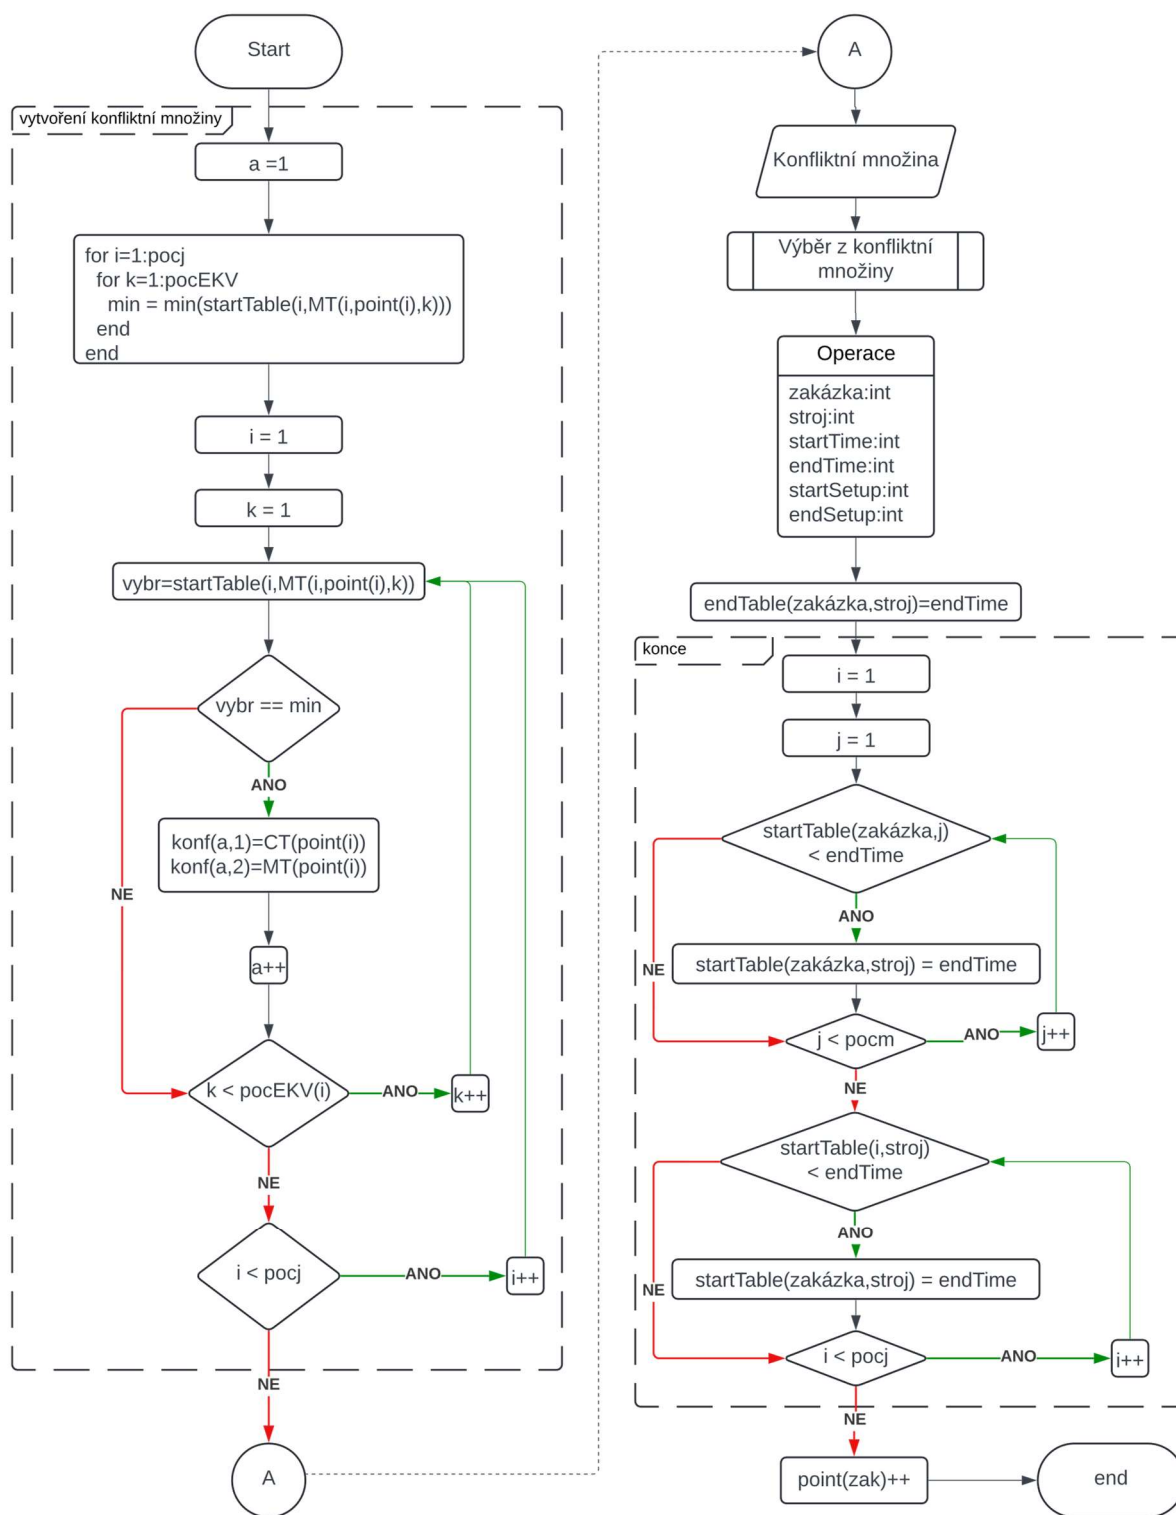 Start
vytvoření konfliktní množiny
a =1
for i=1:pocj
for k=1:pocEKV
min = min(startTable(i,MT(i,point(i),k)))
end
end
i = 1
k = 1
vybr=startTable(i,MT(i,point(i),k))
vybr == min
ANO
konf(a,1)=CT(point(i))
konf(a,2)=MT(point(i))
NE
a++
k < pocEKV(i)
ANO
k++
NE
i < pocj
ANO
i++
NE
A
A
Konfliktní množina
Výběr z konfliktní
množiny
Operace
zakázka:int
stroj:int
startTime:int
endTime:int
startSetup:int
endSetup:int
endTable(zakázka,stroj)=endTime
konce
i = 1
j = 1
startTable(zakázka,j)
< endTime
ANO
startTable(zakázka,stroj) = endTime
NE
j < pocm
ANO
j++
NE
startTable(i,stroj)
< endTime
ANO
startTable(zakázka,stroj) = endTime
NE
i < pocj
ANO
i++
NE
point(zak)++
end